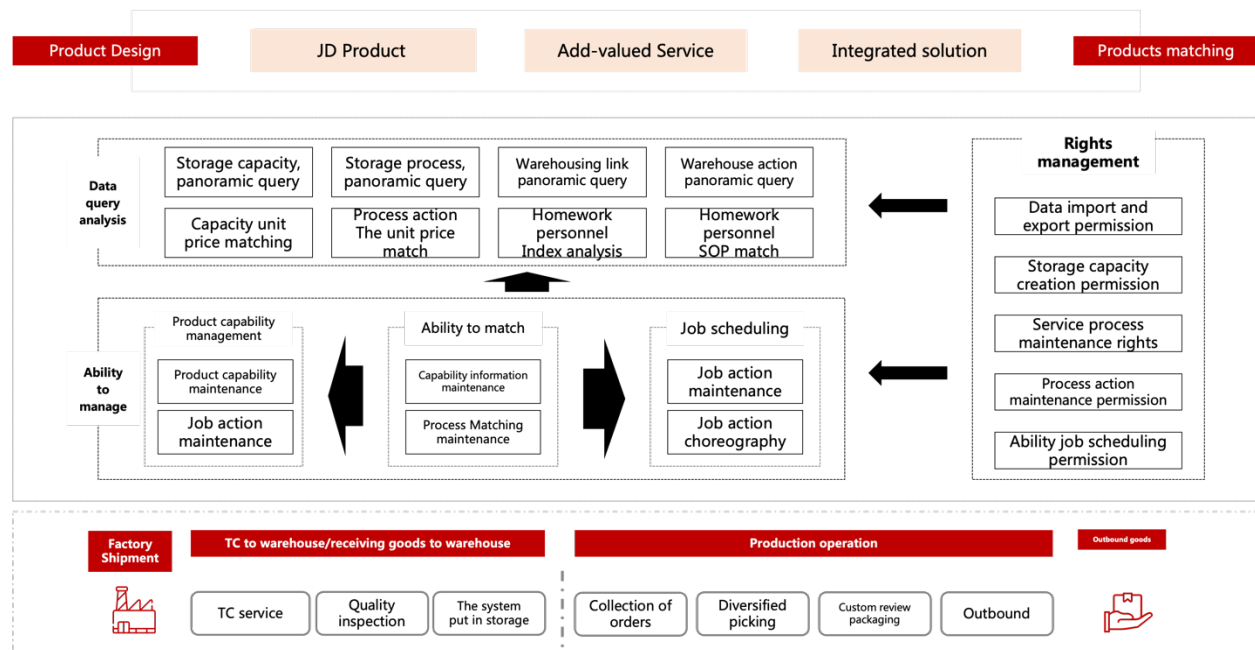 Product Design
JD Product
Add-valued Service
Integrated solution
Products matching
Data
query
analysis
Storage capacity,
panoramic query
Storage process,
panoramic query
Warehousing link
panoramic query
Warehouse action
panoramic query
Capacity unit
price matching
Process action
The unit price
match
Homework
personnel
Index analysis
Homework
personnel
SOP match
Rights
management
Data import and
export permission
Storage capacity
creation permission
Service process
maintenance rights
Process action
maintenance permission
Ability job scheduling
permission
Ability
to
manage
Product capability
management
Product capability
maintenance
Job action
maintenance
Ability to match
Capability information
maintenance
Process Matching
maintenance
Job scheduling
Job action
maintenance
Job action
choreography
Factory
Shipment
TC to warehouse/receiving goods to warehouse
Production operation
Outbound goods
TC service
Quality
inspection
The system
put in storage
Collection of
orders
Diversified
picking
Custom review
packaging
Outbound